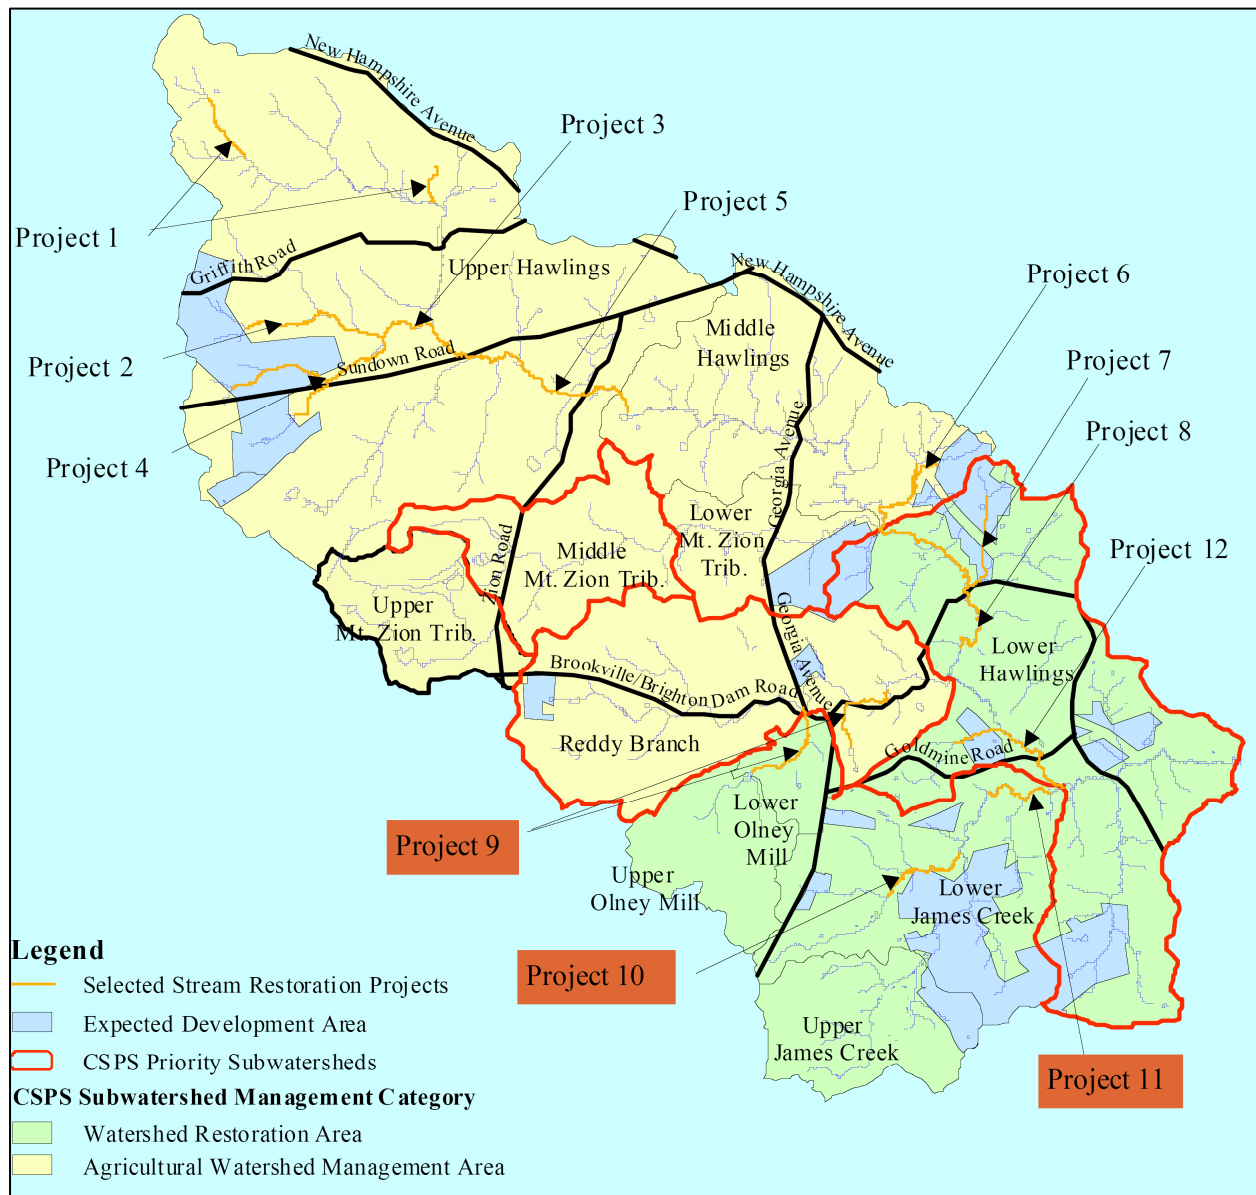 New Hampshire Avenue
Project 3
Project 5
Project 1
Griffith Road
Upper Hawlings
New Hampshire Avenue
Project 6
Middle
Hawlings
Project 2
Sundown Road
Project 7
Project 8
Project 4
Georgia Avenue
Zion Road
Lower
Mt. Zion
Trib.
Middle
Mt. Zion Trib.
Project 12
Upper
Mt. Zion Trib.
Georgia Avenue
Lower
Hawlings
Brookville/Brighton Dam Road
Reddy Branch
Goldmine Road
Lower
Olney
Mill
Project 9
Upper
Olney Mill
Lower
James Creek
Project 10
Upper
James Creek
Project 11
Legend
Selected Stream Restoration Projects
Expected Development Area
CSPS Priority Subwatersheds
CSPS Subwatershed Management Category
Watershed Restoration Area
Agricultural Watershed Management Area